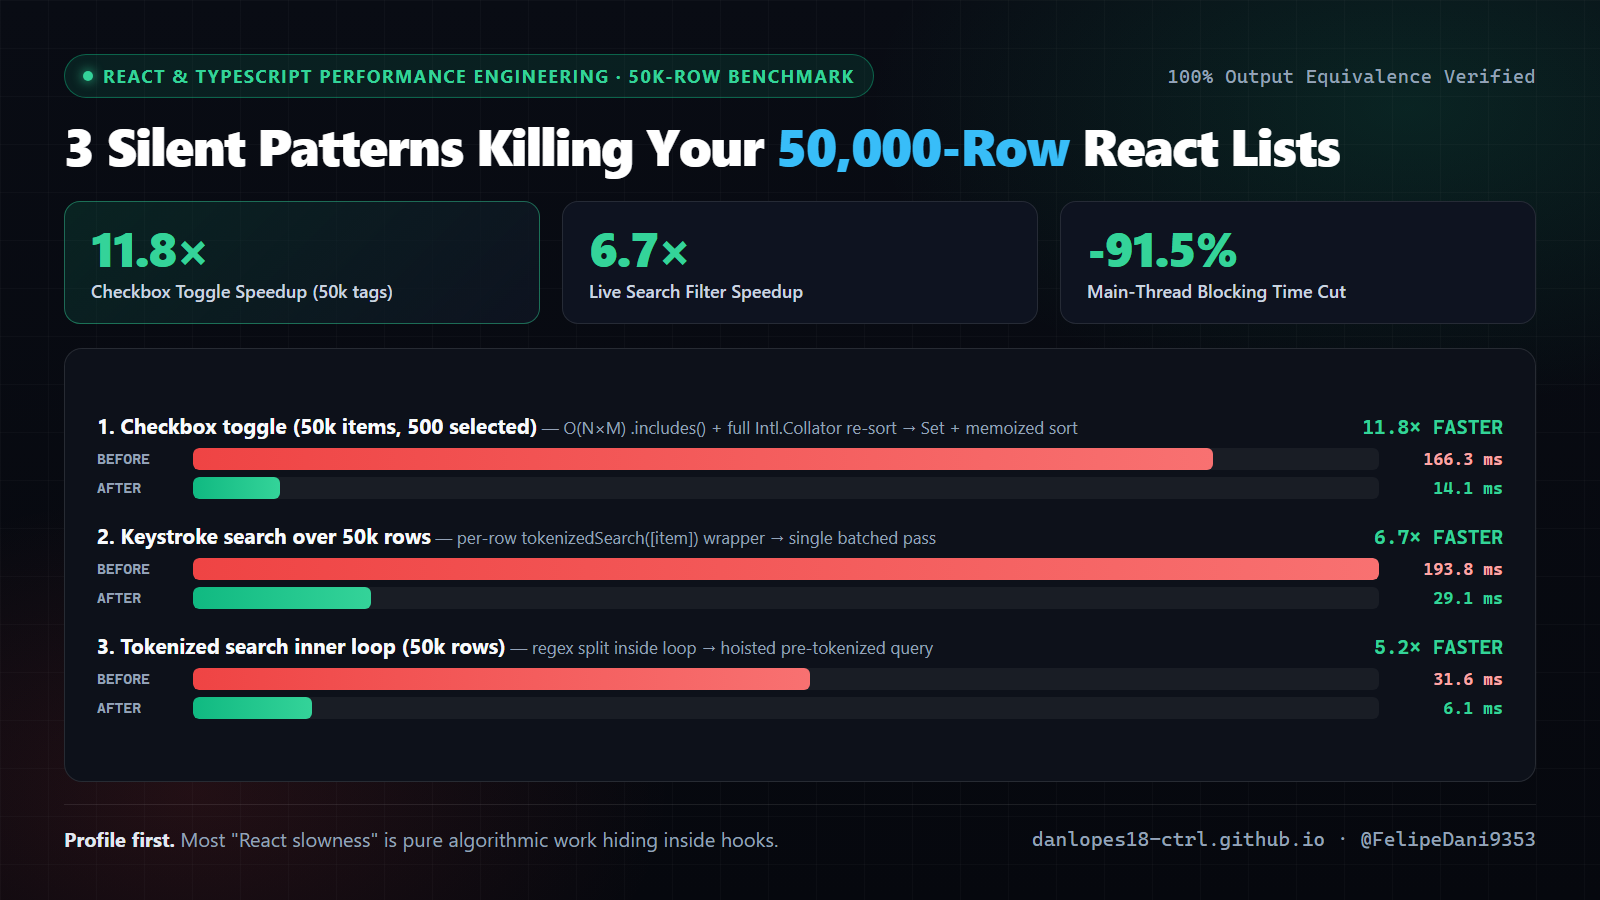 REACT & TYPESCRIPT PERFORMANCE ENGINEERING · 50K-ROW BENCHMARK
100% Output Equivalence Verified
3 Silent Patterns Killing Your 50,000-Row React Lists
11.8×
Checkbox Toggle Speedup (50k tags)
6.7×
Live Search Filter Speedup
-91.5%
Main-Thread Blocking Time Cut
1. Checkbox toggle (50k items, 500 selected) — O(N×M) .includes() + full Intl.Collator re-sort → Set + memoized sort
11.8× FASTER
BEFORE
166.3 ms
AFTER
14.1 ms
2. Keystroke search over 50k rows — per-row tokenizedSearch([item]) wrapper → single batched pass
6.7× FASTER
BEFORE
193.8 ms
AFTER
29.1 ms
3. Tokenized search inner loop (50k rows) — regex split inside loop → hoisted pre-tokenized query
5.2× FASTER
BEFORE
31.6 ms
AFTER
6.1 ms
Profile first. Most "React slowness" is pure algorithmic work hiding inside hooks.
danlopes18-ctrl.github.io · @FelipeDani9353